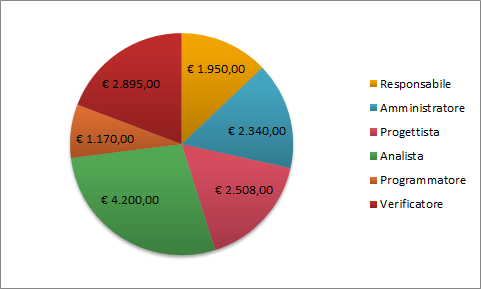 € 1.950,00
€ 2.340,00
€ 2.508,00
€ 4.200,00
€ 1.170,00
€ 2.895,00
Responsabile
Amministratore
Progettista
Analista
Programmatore
Verificatore